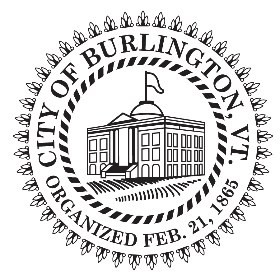 CITY OF BURLINGTON, VT.
ORGANIZED FEB. 21, 1865